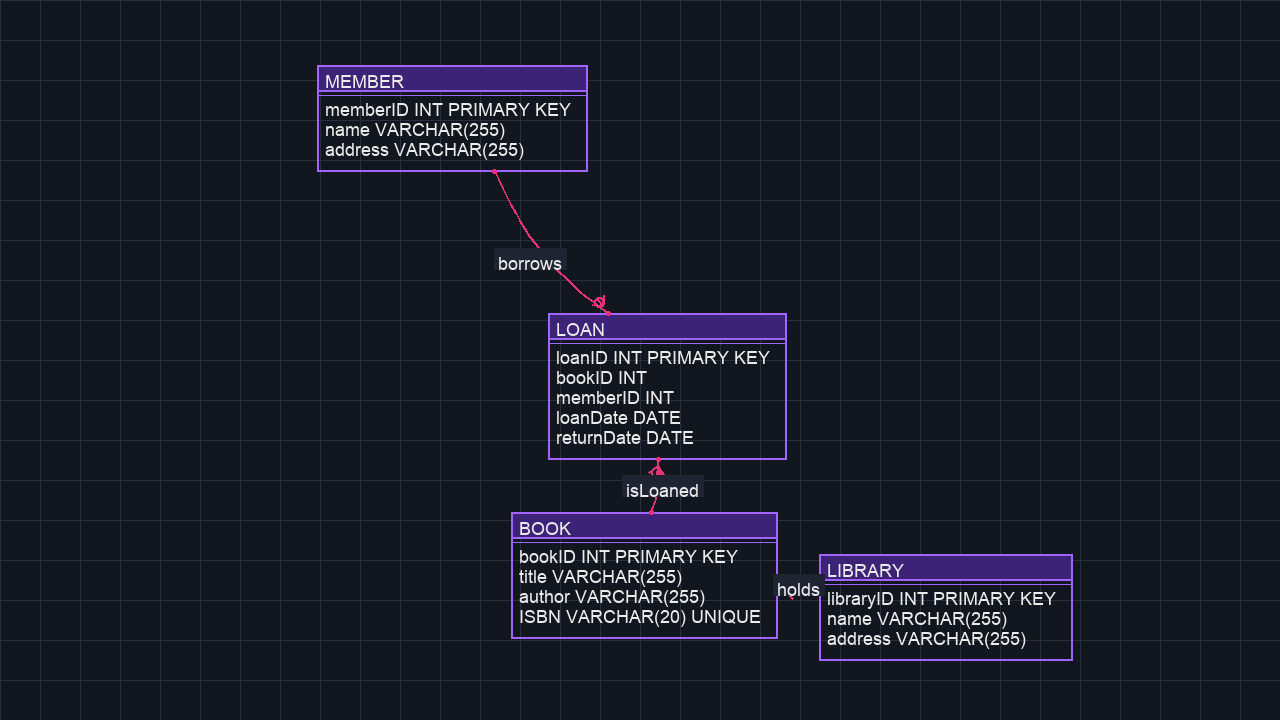 MEMBER
memberID INT PRIMARY KEY
name VARCHAR(255)
address VARCHAR(255)
borrows
LOAN
loanID INT PRIMARY KEY
bookID INT
memberID INT
loanDate DATE
returnDate DATE
isLoaned
BOOK
bookID INT PRIMARY KEY
title VARCHAR(255)
author VARCHAR(255)
ISBN VARCHAR(20) UNIQUE
holds
LIBRARY
libraryID INT PRIMARY KEY
name VARCHAR(255)
address VARCHAR(255)